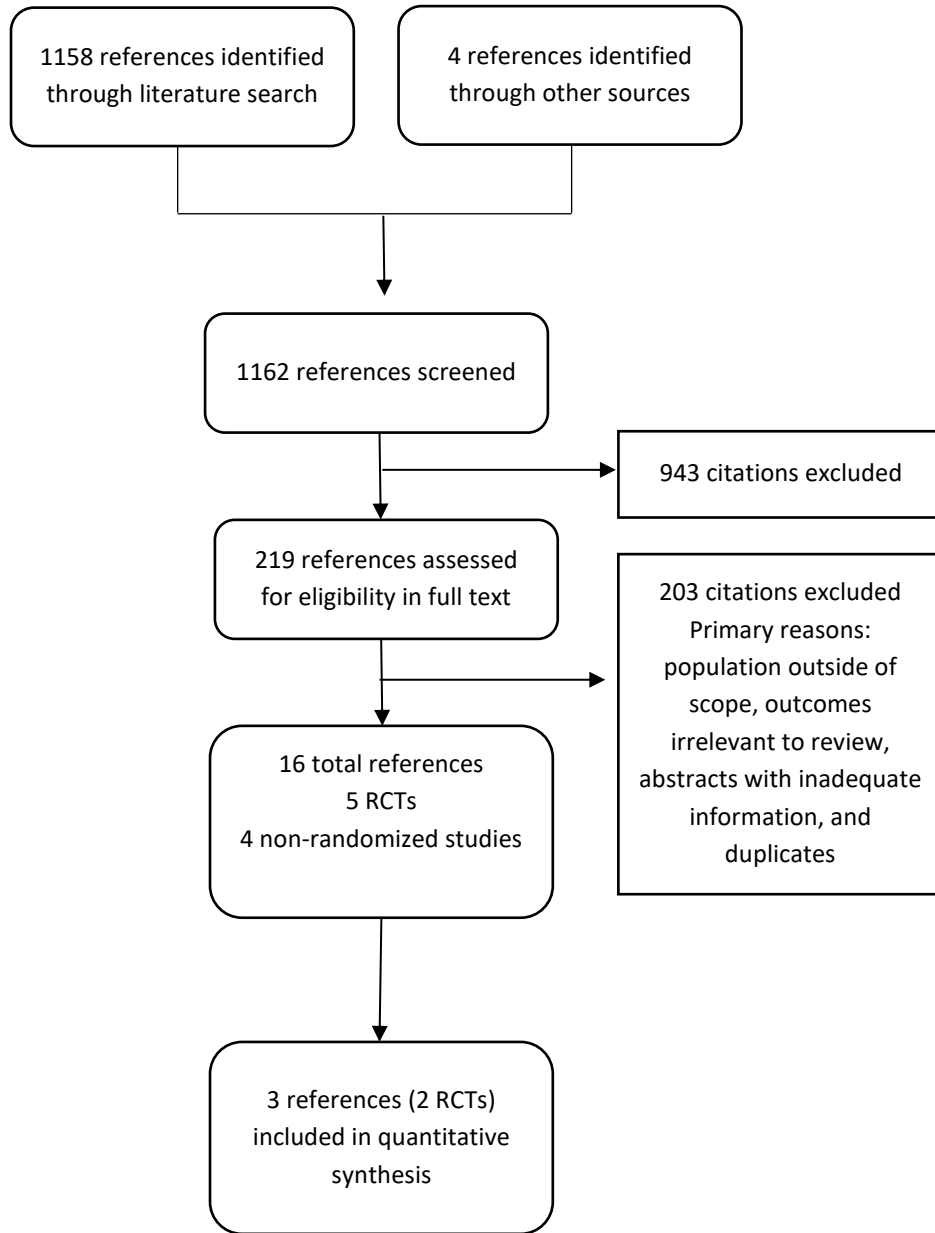 1158 references identified
through literature search
4 references identified
through other sources
1162 references screened
943 citations excluded
219 references assessed
for eligibility in full text
203 citations excluded
Primary reasons:
population outside of
scope, outcomes
irrelevant to review,
abstracts with inadequate
information, and
duplicates
16 total references
5 RCTs
4 non-randomized studies
3 references (2 RCTs)
included in quantitative
synthesis